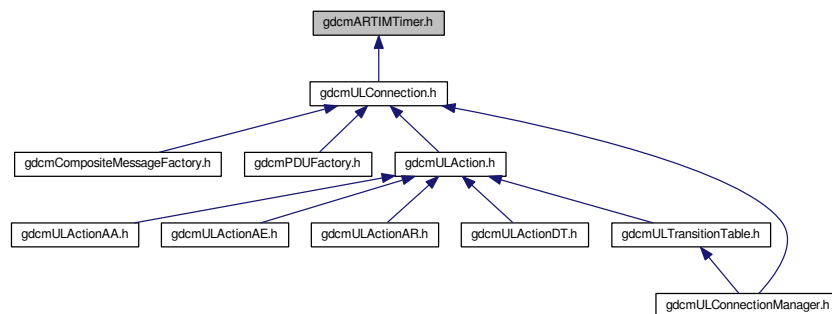 gdcmARTIMTimer.h
gdcmULConnection.h
gdcmCompositeMessageFactory.h
gdcmPDUFactory.h
gdcmULAction.h
gdcmULActionAA.h
gdcmULActionAE.h
gdcmULActionAR.h
gdcmULActionDT.h
gdcmULTransitionTable.h
gdcmULConnectionManager.h